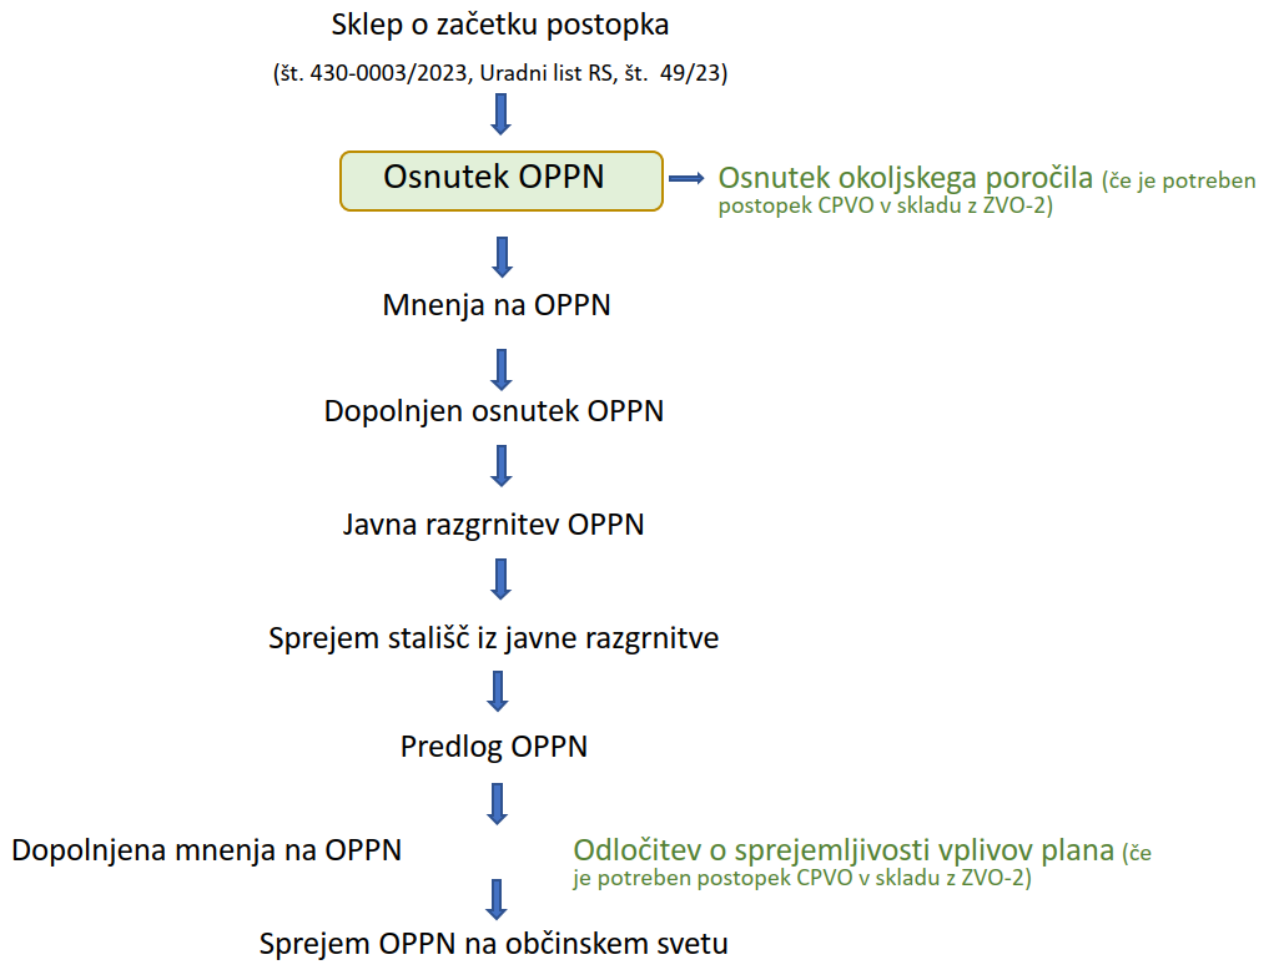 Sklep o začetku postopka
(št. 430-0003/2023, Uradni list RS, št. 49/23)
Osnutek OPPN
Osnutek okoljskega poročila (če je potreben
postopek CPVO v skladu z ZVO-2)
Mnenja na OPPN
Dopolnjen osnutek OPPN
Javna razgrnitev OPPN
Sprejem stališč iz javne razgrnitve
Predlog OPPN
Dopolnjena mnenja na OPPN
Odločitev o sprejemljivosti vplivov plana (če
je potreben postopek CPVO v skladu z ZVO-2)
Sprejem OPPN na občinskem svetu